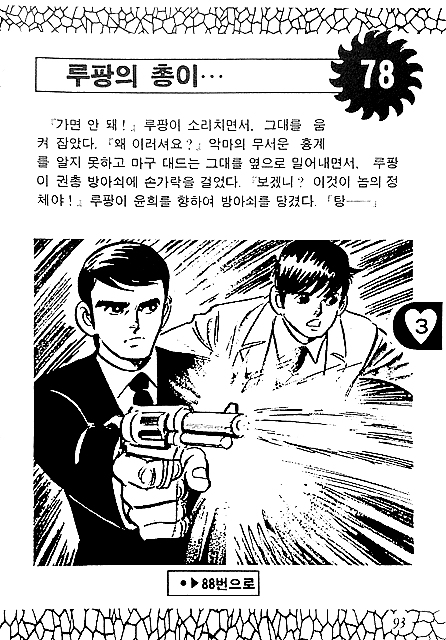 루팡의 총이…
78
『가면 안 돼!』 루팡이 소리치면서, 그대를 움
켜 잡았다. 『왜 이러셔요?』 악마의 무서운 흉계
를 알지 못하고 마구 대드는 그대를 옆으로 밀어내면서, 루팡
이 권총 방아쇠에 손가락을 걸었다. 『보겠니? 이것이 놈의 정
체야!』 루팡이 윤희를 향하여 방아쇠를 당겼다. 「탕──」
3
●▶88번으로
93